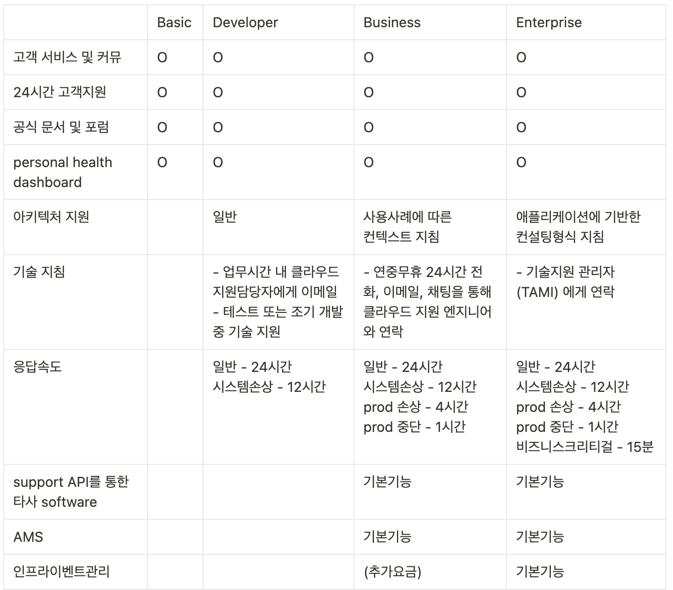 Basic Developer Business Enterprise
고객 서비스 및 커뮤 O O O O
24시간 고객지원 O O O O
공식 문서 및 포럼 O O O O
personal health
dashboard O O O O
아키텍처 지원 일반 사용사례에 따른
컨텍스트 지침 애플리케이션에 기반한
컨설팅형식 지침
기술 지침
- 업무시간 내 클라우드
지원담당자에게 이메일
- 테스트 또는 조기 개발
중 기술 지원
- 연중무휴 24시간 전
화, 이메일, 채팅을 통해
클라우드 지원 엔지니어
와 연락
- 기술지원 관리자
(TAMI) 에게 연락
응답속도
일반 - 24시간
시스템손상 - 12시간
일반 - 24시간
시스템손상 - 12시간
prod 손상 - 4시간
prod 중단 - 1시간
일반 - 24시간
시스템손상 - 12시간
prod 손상 - 4시간
prod 중단 - 1시간
비즈니스크리티컬 - 15분
support API를 통한
타사 software 기본기능 기본기능
AMS 기본기능 기본기능
인프라이벤트관리 (추가요금) 기본기능